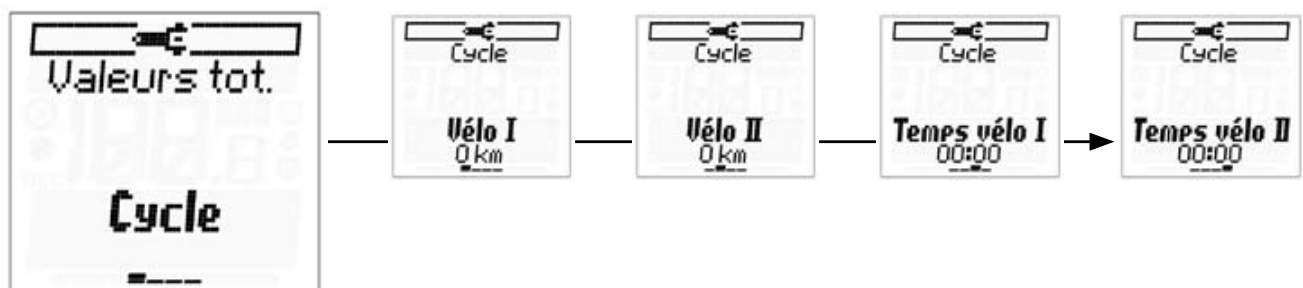 Valeurs tot.
Cycle
Cycle
Vélo I
0 km
Cycle
Vélo II
0 km
Cycle
Temps vélo I
00:00
Cycle
Temps vélo II
00:00